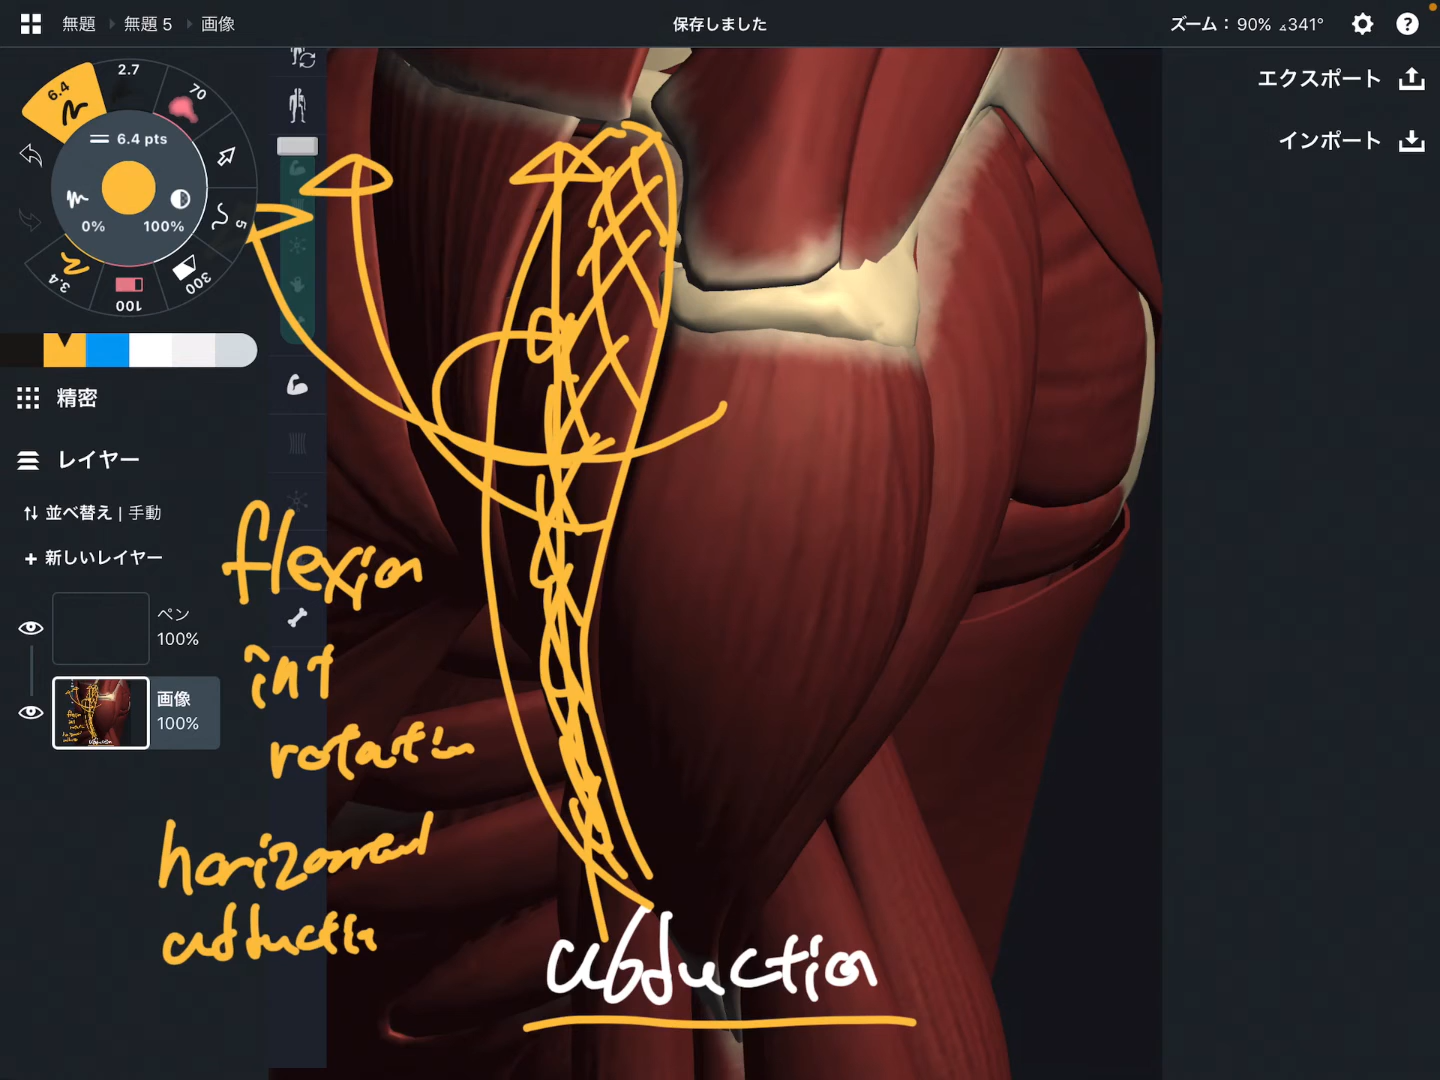 無題 無題 5 画像
保存しました
ズーム： 90% ⊿341°
エクスポート
インポート
2.7
6.4
70
6.4 pts
0% 100%
5
3.4
100
300
精密
レイヤー
並べ替え | 手動
+ 新しいレイヤー
ペン
100%
画像
100%
flexion
int
rotation
horizontal
adduction
abduction